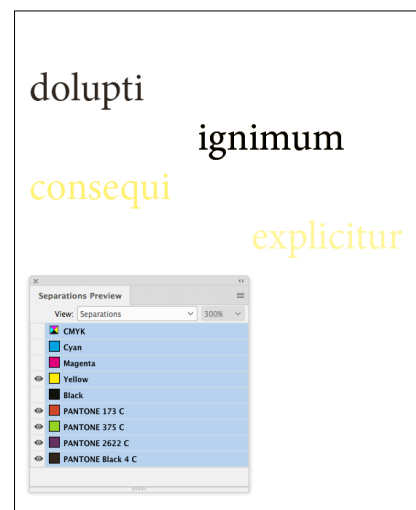 dolupti
ignimum
consequi
explicitur
Separations Preview
View: Separations 300%
CMYK
Cyan
Magenta
Yellow
Black
PANTONE 173 C
PANTONE 375 C
PANTONE 2622 C
PANTONE Black 4 C